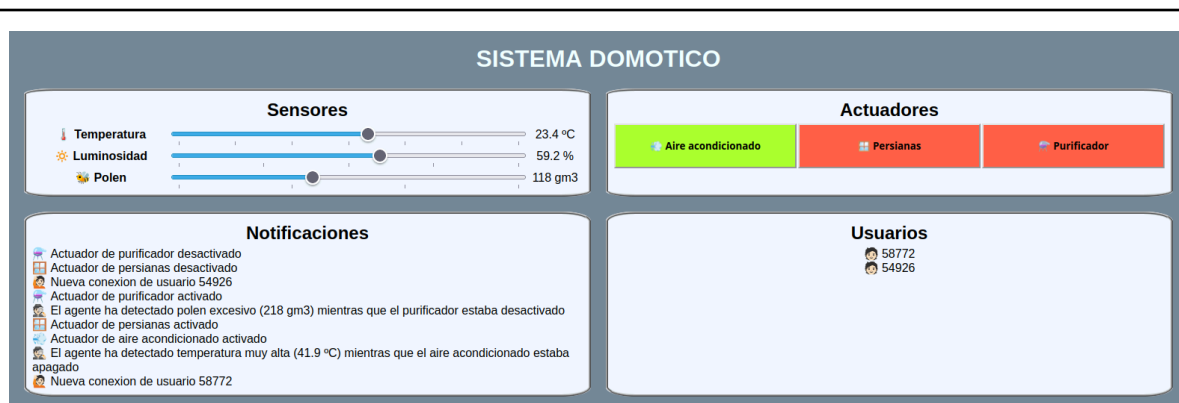 SISTEMA DOMOTICO
Sensores
Temperatura 23.4 ºC
Luminosidad 59.2 %
Polen 118 gm3
Actuadores
Aire acondicionado
Persianas
Purificador
Notificaciones
Actuador de purificador desactivado
Actuador de persianas desactivado
Nueva conexion de usuario 54926
Actuador de purificador activado
El agente ha detectado polen excesivo (218 gm3) mientras que el purificador estaba desactivado
Actuador de persianas activado
Actuador de aire acondicionado activado
El agente ha detectado temperatura muy alta (41.9 ºC) mientras que el aire acondicionado estaba
apagado
Nueva conexion de usuario 58772
Usuarios
58772
54926